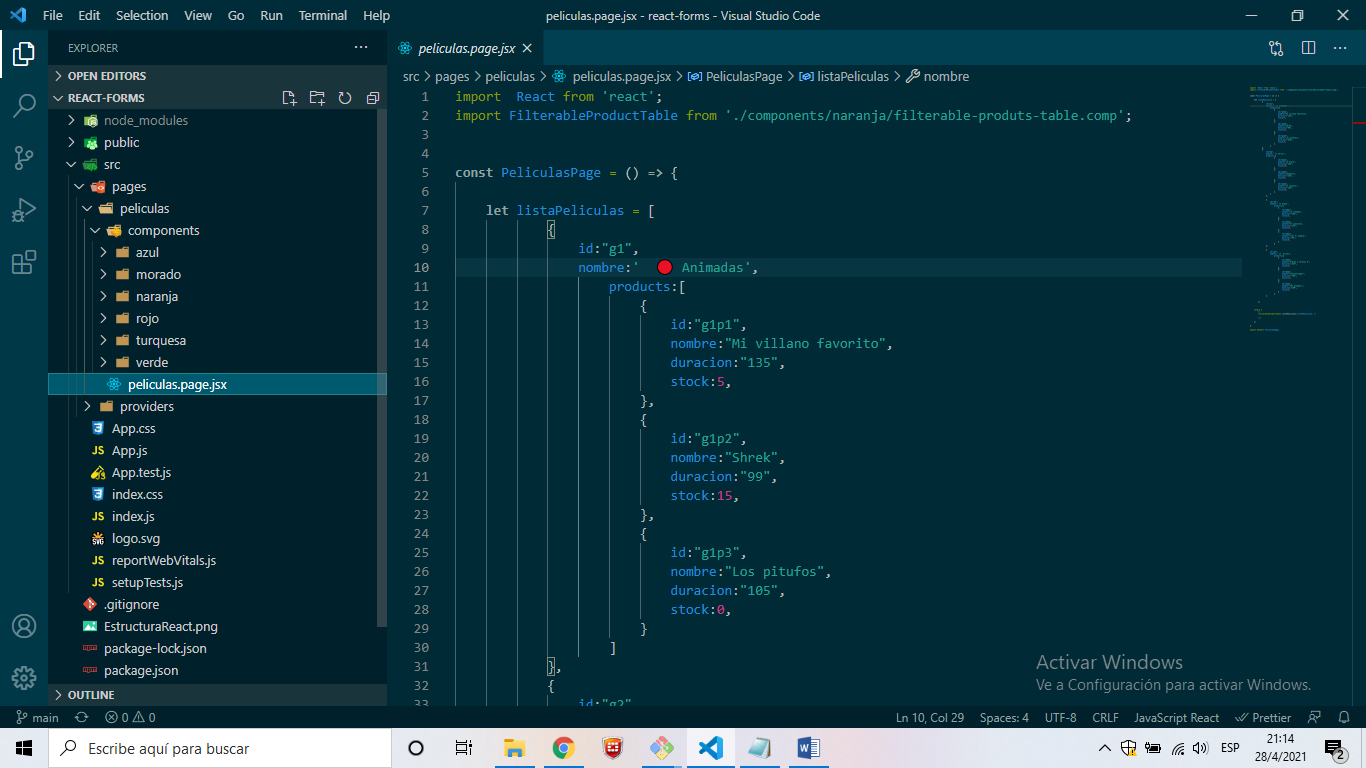 File Edit Selection View Go Run Terminal Help
peliculas.page.jsx - react-forms - Visual Studio Code
EXPLORER
OPEN EDITORS
REACT-FORMS
node_modules
public
src
pages
peliculas
components
azul
morado
naranja
rojo
turquesa
verde
peliculas.page.jsx
providers
App.css
JS App.js
App.test.js
index.css
JS index.js
logo.svg
JS reportWebVitals.js
JS setupTests.js
.gitignore
EstructuraReact.png
package-lock.json
package.json
OUTLINE
peliculas.page.jsx
src > pages > peliculas > peliculas.page.jsx > PeliculasPage > listaPeliculas > nombre
1 import  React from 'react';
2 import FilterableProductTable from './components/naranja/filterable-produts-table.comp';
3
4
5 const PeliculasPage = () => {
6
7 let listaPeliculas = [
8 {
9 id:"g1",
10 nombre:'  🔴 Animadas',
11 products:[
12 {
13 id:"g1p1",
14 nombre:"Mi villano favorito",
15 duracion:"135",
16 stock:5,
17 },
18 {
19 id:"g1p2",
20 nombre:"Shrek",
21 duracion:"99",
22 stock:15,
23 },
24 {
25 id:"g1p3",
26 nombre:"Los pitufos",
27 duracion:"105",
28 stock:0,
29 }
30 ]
31 },
32 {
33 id:"g2"
Activar Windows
Ve a Configuración para activar Windows.
main 0 0 Ln 10, Col 29 Spaces: 4 UTF-8 CRLF JavaScript React Prettier
Escribe aquí para buscar
ESP
21:14
28/4/2021
2